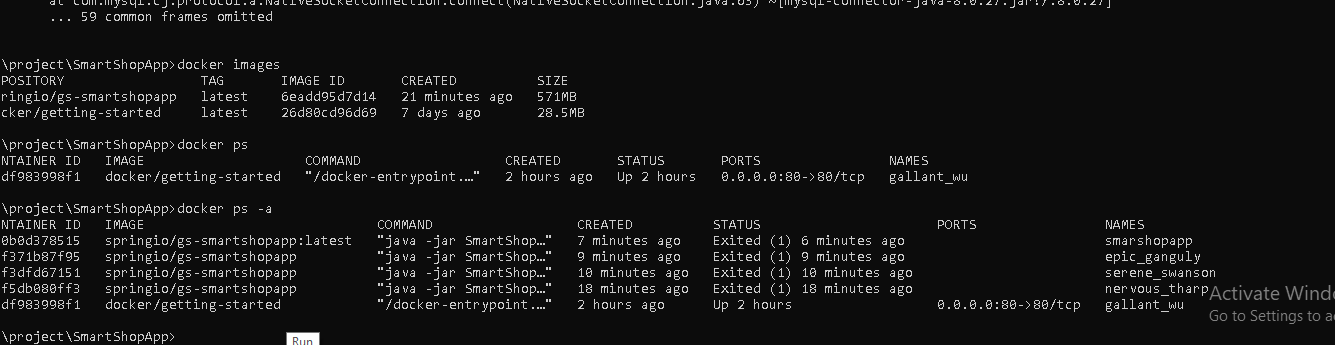 at com.mysql.cj.protocol.a.NativeSocketConnection.connect(NativeSocketConnection.java:63) ~[mysql-connector-java-8.0.27.jar!/:8.0.27]
... 59 common frames omitted
\project\SmartShopApp>docker images
POSITORY TAG IMAGE ID CREATED SIZE
ringio/gs-smartshopapp latest 6eadd95d7d14 21 minutes ago 571MB
cker/getting-started latest 26d80cd96d69 7 days ago 28.5MB
\project\SmartShopApp>docker ps
NTAINER ID IMAGE COMMAND CREATED STATUS PORTS NAMES
df983998f1 docker/getting-started "/docker-entrypoint.…" 2 hours ago Up 2 hours 0.0.0.0:80->80/tcp gallant_wu
\project\SmartShopApp>docker ps -a
NTAINER ID IMAGE COMMAND CREATED STATUS PORTS NAMES
0b0d378515 springio/gs-smartshopapp:latest "java -jar SmartShop…" 7 minutes ago Exited (1) 6 minutes ago smarshopapp
f371b87f95 springio/gs-smartshopapp "java -jar SmartShop…" 9 minutes ago Exited (1) 9 minutes ago epic_ganguly
f3dfd67151 springio/gs-smartshopapp "java -jar SmartShop…" 10 minutes ago Exited (1) 10 minutes ago serene_swanson
f5db080ff3 springio/gs-smartshopapp "java -jar SmartShop…" 18 minutes ago Exited (1) 18 minutes ago nervous_tharp
df983998f1 docker/getting-started "/docker-entrypoint.…" 2 hours ago Up 2 hours 0.0.0.0:80->80/tcp gallant_wu
Activate Windo
Go to Settings to a
\project\SmartShopApp>
Run